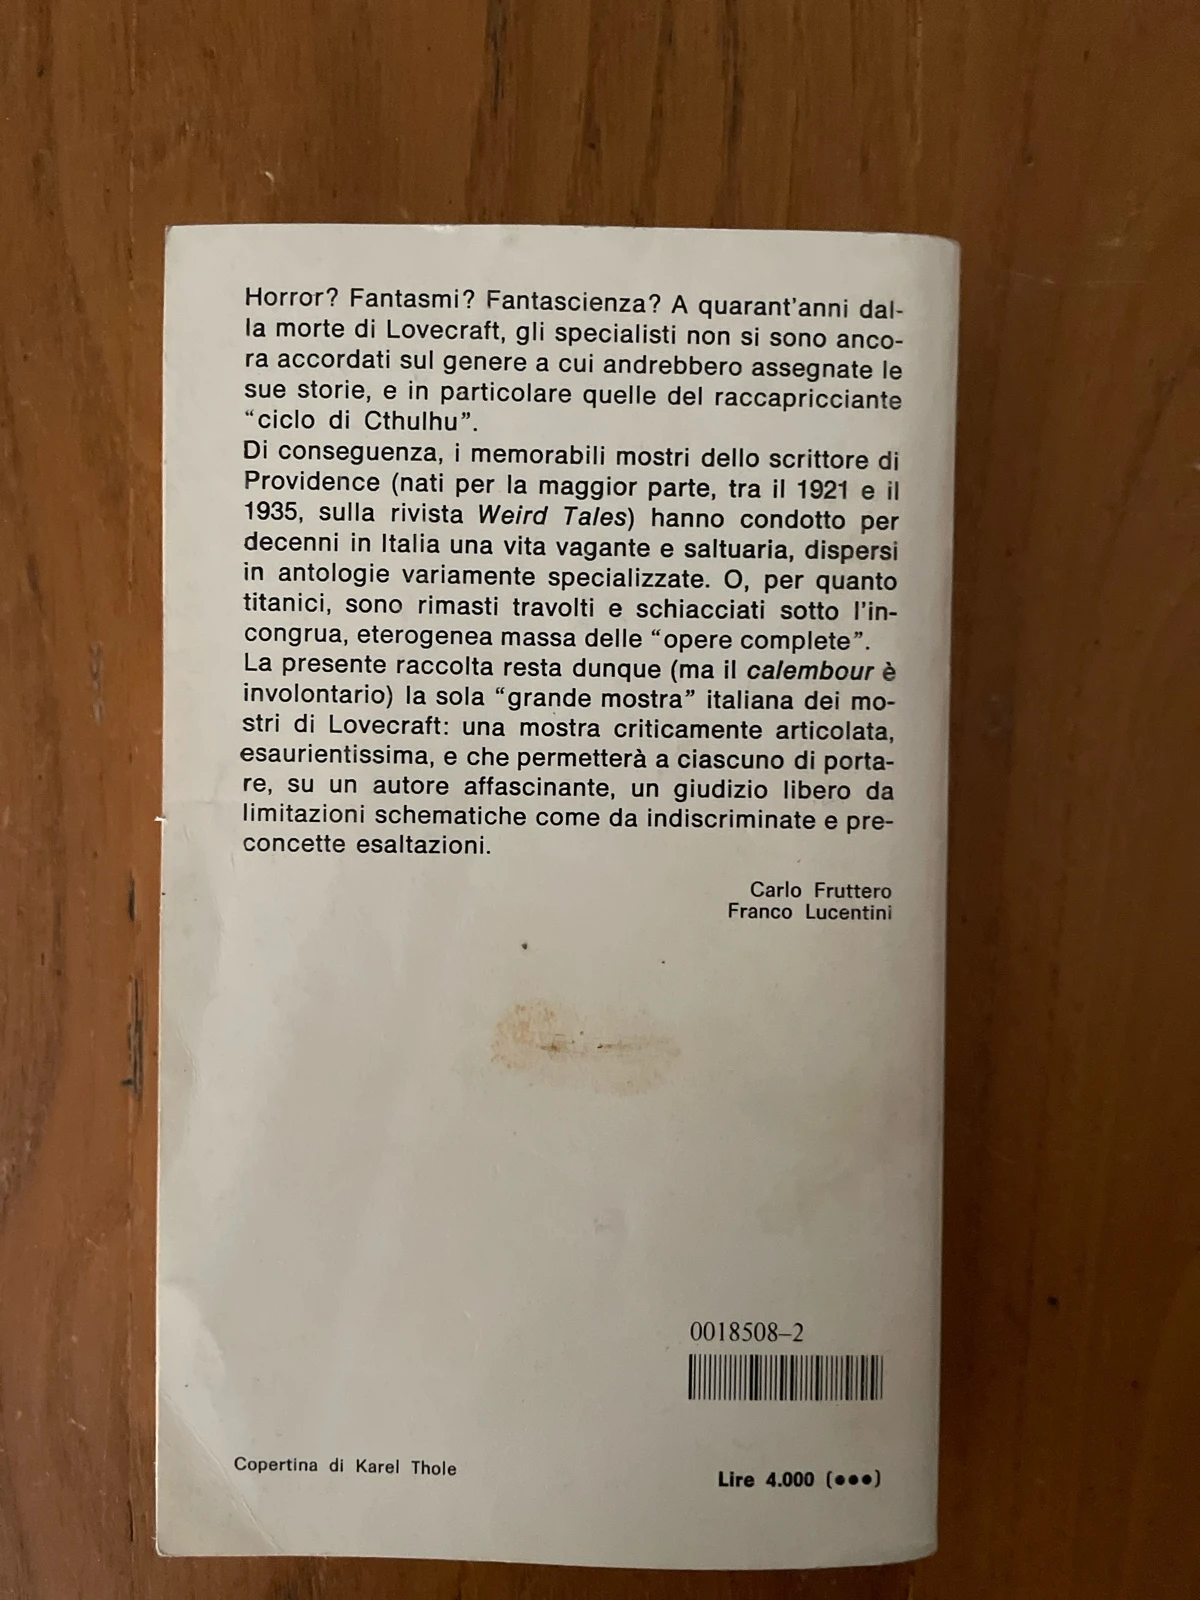 Horror? Fantasmi? Fantascienza? A quarant'anni dal-
la morte di Lovecraft, gli specialisti non si sono anco-
ra accordati sul genere a cui andrebbero assegnate le
sue storie, e in particolare quelle del raccapricciante
“ciclo di Cthulhu”.
Di conseguenza, i memorabili mostri dello scrittore di
Providence (nati per la maggior parte, tra il 1921 e il
1935, sulla rivista Weird Tales) hanno condotto per
decenni in Italia una vita vagante e saltuaria, dispersi
in antologie variamente specializzate. O, per quanto
titanici, sono rimasti travolti e schiacciati sotto l'in-
congrua, eterogenea massa delle “opere complete”.
La presente raccolta resta dunque (ma il calembour è
involontario) la sola “grande mostra” italiana dei mo-
stri di Lovecraft: una mostra criticamente articolata,
esaurientissima, e che permetterà a ciascuno di porta-
re, su un autore affascinante, un giudizio libero da
limitazioni schematiche come da indiscriminate e pre-
concette esaltazioni.
Carlo Fruttero
Franco Lucentini
0018508–2
Copertina di Karel Thole
Lire 4.000 (●●●)